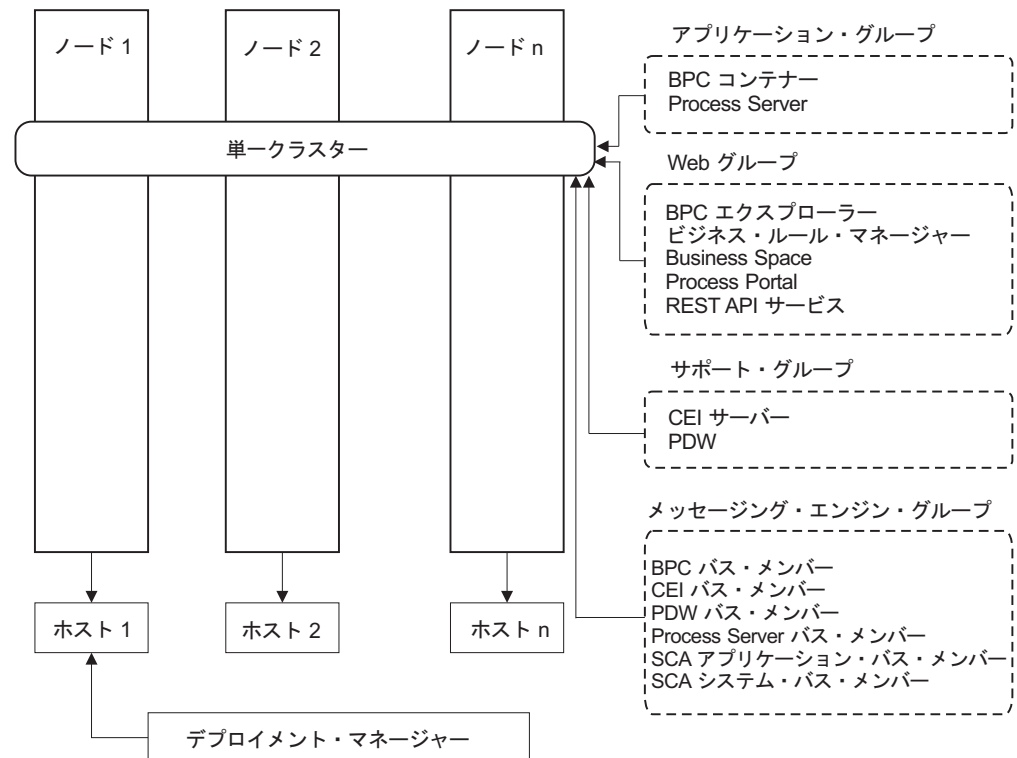 ノード 1
ノード 2
ノード n
単一クラスター
アプリケーション・グループ
BPC コンテナー
Process Server
Web グループ
BPC エクスプローラー
ビジネス・ルール・マネージャー
Business Space
Process Portal
REST API サービス
サポート・グループ
CEI サーバー
PDW
メッセージング・エンジン・グループ
BPC バス・メンバー
CEI バス・メンバー
PDW バス・メンバー
Process Server バス・メンバー
SCA アプリケーション・バス・メンバー
SCA システム・バス・メンバー
ホスト 1
ホスト 2
ホスト n
デプロイメント・マネージャー